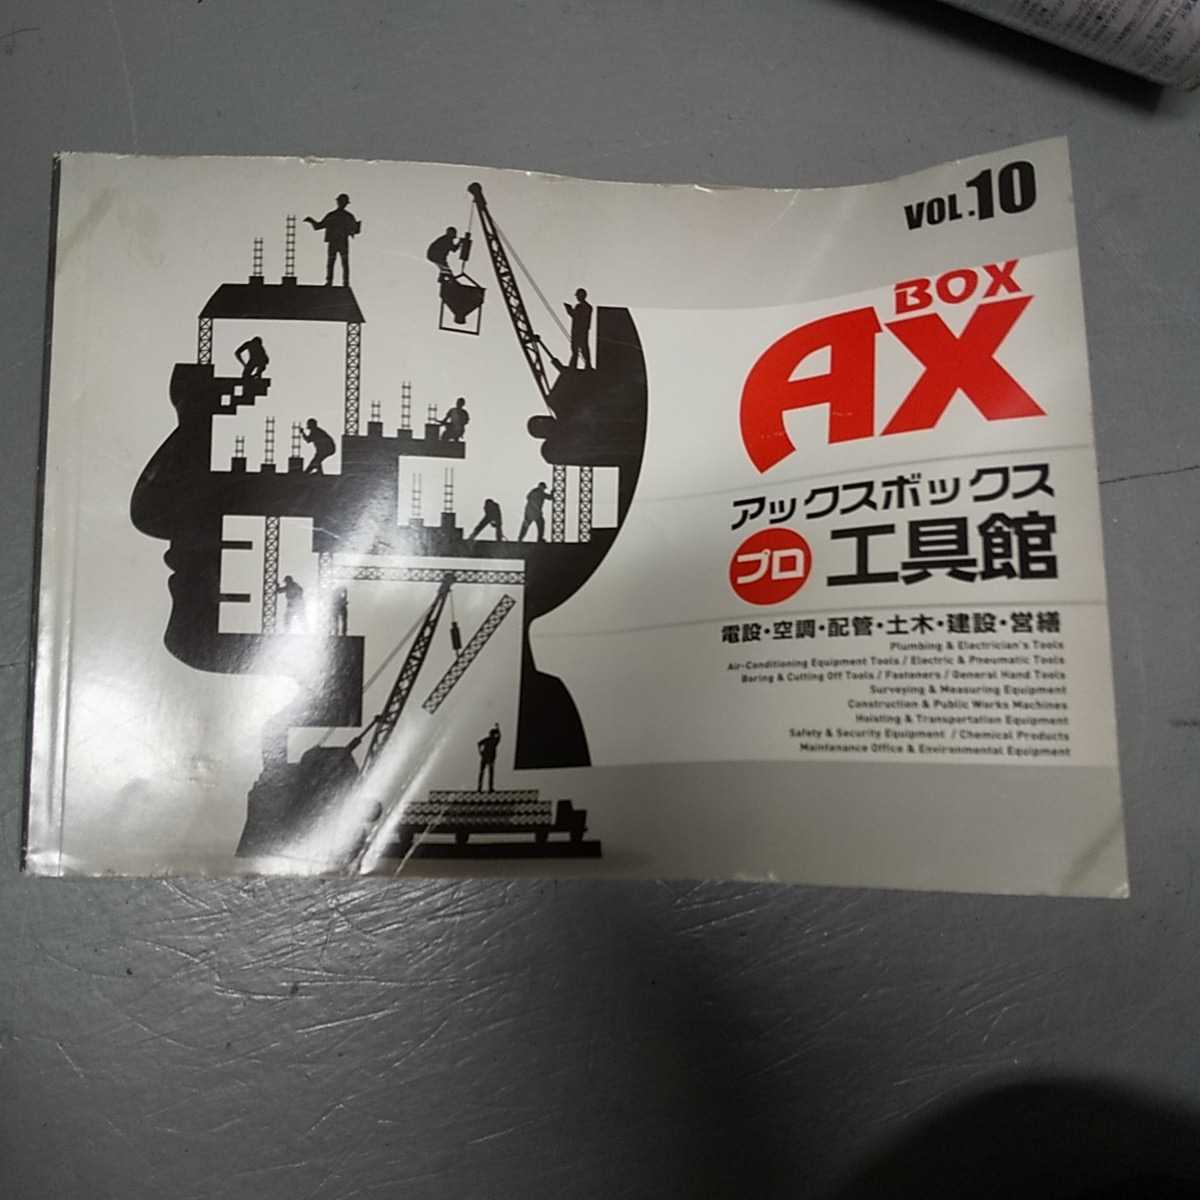 VOL.10
BOX
AX
アックスボックス
プロ 工具館
電設・空調・配管・土木・建設・営繕
Plumbing & Electrician's Tools
Air-Conditioning Equipment Tools / Electric & Pneumatic Tools
Boring & Cutting Off Tools / Fasteners / General Hand Tools
Surveying & Measuring Equipment
Construction & Public Works Machines
Hoisting & Transportation Equipment
Safety & Security Equipment / Chemical Products
Maintenance Office & Environmental Equipment